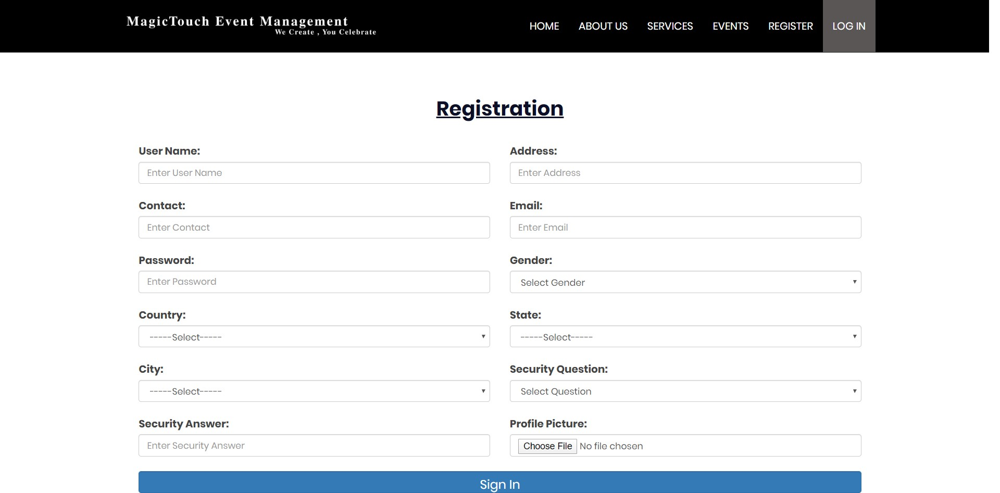 MagicTouch Event Management
We Create , You Celebrate
HOME ABOUT US SERVICES EVENTS REGISTER LOG IN
Registration
User Name: Address:
Enter User Name Enter Address
Contact: Email:
Enter Contact Enter Email
Password: Gender:
Enter Password Select Gender
Country: State:
-----Select----- -----Select-----
City: Security Question:
-----Select----- Select Question
Security Answer: Profile Picture:
Enter Security Answer Choose File No file chosen
Sign In